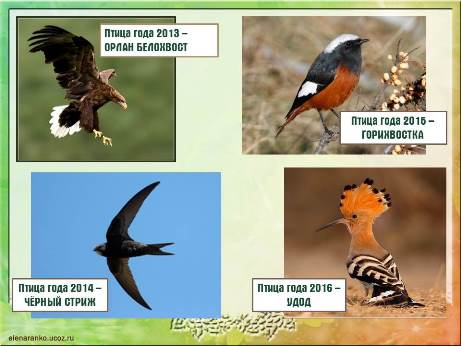 Птица года 2013 –
ОРЛАН БЕЛОХВОСТ
Птица года 2015 –
ГОРИХВОСТКА
Птица года 2014 –
ЧЁРНЫЙ СТРИЖ
Птица года 2016 –
УДОД
elenaranko.ucoz.ru